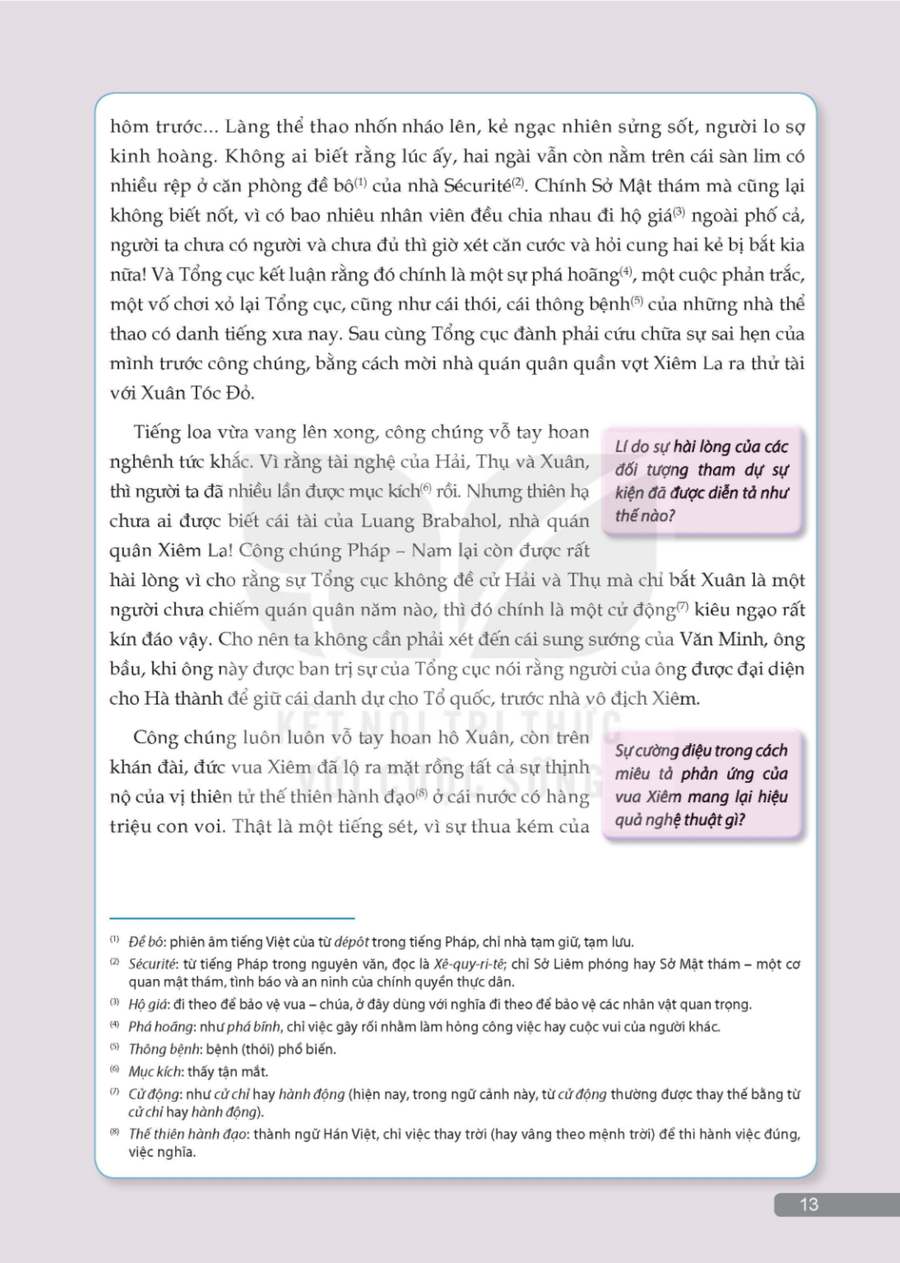 hôm trước... Làng thể thao nhốn nháo lên, kẻ ngạc nhiên sửng sốt, người lo sợ
kinh hoàng. Không ai biết rằng lúc ấy, hai ngài vẫn còn nằm trên cái sàn lim có
nhiều rệp ở căn phòng đề bô(1) của nhà Sécurité(2). Chính Sở Mật thám mà cũng lại
không biết nốt, vì có bao nhiêu nhân viên đều chia nhau đi hộ giá(3) ngoài phố cả,
người ta chưa có người và chưa đủ thì giờ xét căn cước và hỏi cung hai kẻ bị bắt kia
nữa! Và Tổng cục kết luận rằng đó chính là một sự phá hoãng(4), một cuộc phản trắc,
một vố chơi xỏ lại Tổng cục, cũng như cái thói, cái thông bệnh(5) của những nhà thể
thao có danh tiếng xưa nay. Sau cùng Tổng cục đành phải cứu chữa sự sai hẹn của
mình trước công chúng, bằng cách mời nhà quán quân quần vợt Xiêm La ra thử tài
với Xuân Tóc Đỏ.
Tiếng loa vừa vang lên xong, công chúng vỗ tay hoan
nghênh tức khắc. Vì rằng tài nghệ của Hải, Thụ và Xuân,
thì người ta đã nhiều lần được mục kích(6) rồi. Nhưng thiên hạ
chưa ai được biết cái tài của Luang Brabahol, nhà quán
quân Xiêm La! Công chúng Pháp – Nam lại còn được rất
hài lòng vì cho rằng sự Tổng cục không đề cử Hải và Thụ mà chỉ bắt Xuân là một
người chưa chiếm quán quân năm nào, thì đó chính là một cử động(7) kiêu ngạo rất
kín đáo vậy. Cho nên ta không cần phải xét đến cái sung sướng của Văn Minh, ông
bầu, khi ông này được ban trị sự của Tổng cục nói rằng người của ông được đại diện
cho Hà thành để giữ cái danh dự cho Tổ quốc, trước nhà vô địch Xiêm.
Lí do sự hài lòng của các
đối tượng tham dự sự
kiện đã được diễn tả như
thế nào?
Công chúng luôn luôn vỗ tay hoan hô Xuân, còn trên
khán đài, đức vua Xiêm đã lộ ra mặt rồng tất cả sự thịnh
nộ của vị thiên tử thế thiên hành đạo(8) ở cái nước có hàng
triệu con voi. Thật là một tiếng sét, vì sự thua kém của
Sự cường điệu trong cách
miêu tả phản ứng của
vua Xiêm mang lại hiệu
quả nghệ thuật gì?
KẾT NỐI TRI THỨC
VỚI CUỘC SỐNG
(1) Đề bô: phiên âm tiếng Việt của từ dépôt trong tiếng Pháp, chỉ nhà tạm giữ, tạm lưu.
(2) Sécurité: từ tiếng Pháp trong nguyên văn, đọc là Xê-quy-ri-tê; chỉ Sở Liêm phóng hay Sở Mật thám – một cơ
quan mật thám, tình báo và an ninh của chính quyền thực dân.
(3) Hộ giá: đi theo để bảo vệ vua – chúa, ở đây dùng với nghĩa đi theo để bảo vệ các nhân vật quan trọng.
(4) Phá hoãng: như phá bĩnh, chỉ việc gây rối nhằm làm hỏng công việc hay cuộc vui của người khác.
(5) Thông bệnh: bệnh (thói) phổ biến.
(6) Mục kích: thấy tận mắt.
(7) Cử động: như cử chỉ hay hành động (hiện nay, trong ngữ cảnh này, từ cử động thường được thay thế bằng từ
cử chỉ hay hành động).
(8) Thế thiên hành đạo: thành ngữ Hán Việt, chỉ việc thay trời (hay vâng theo mệnh trời) để thi hành việc đúng,
việc nghĩa.
13